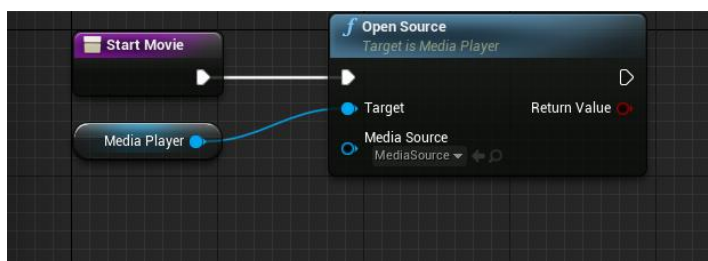 Start Movie
f Open Source
Target is Media Player
Target
Return Value
Media Player
Media Source
MediaSource